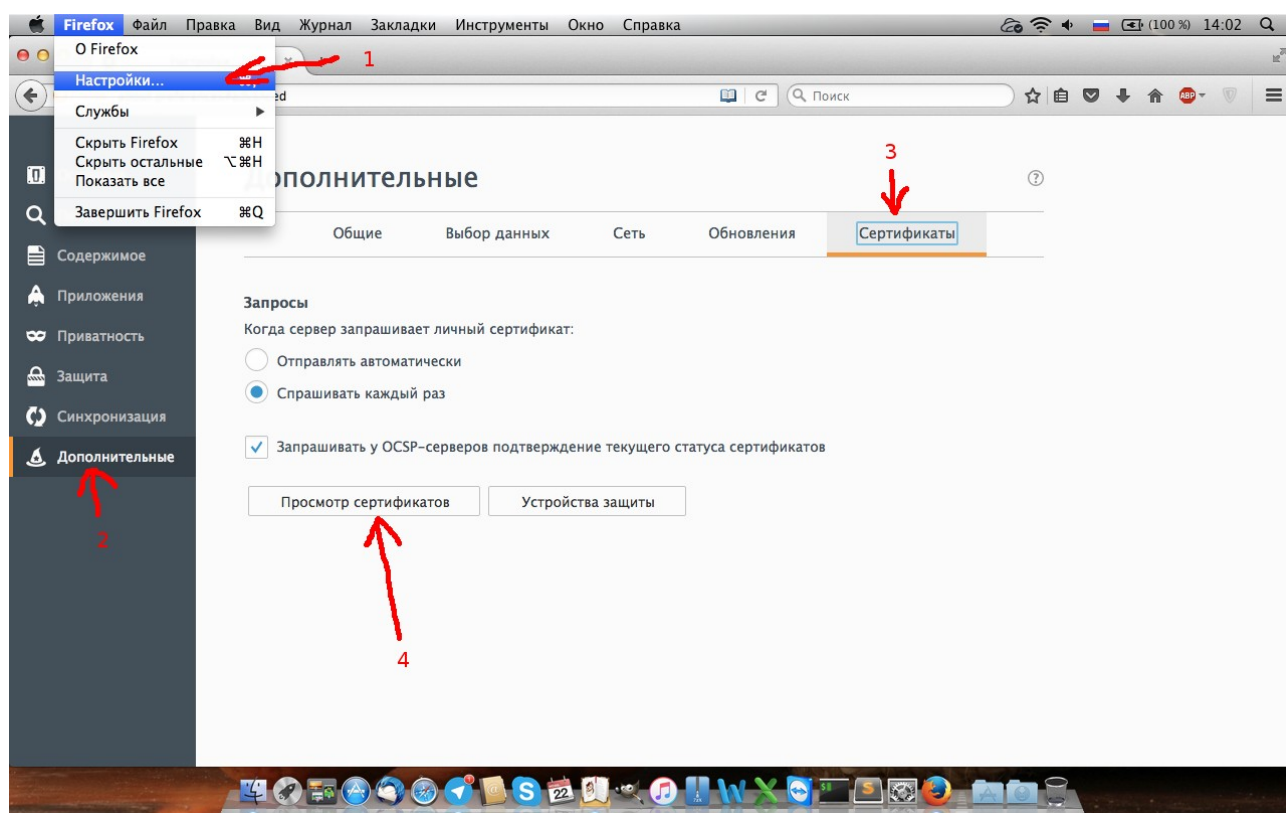 Firefox Файл Правка Вид Журнал Закладки Инструменты Окно Справка (100 %) 14:02
О Firefox
1
Настройки...
ed
Поиск
ABP
Службы
Скрыть Firefox ⌘H
Скрыть остальные ⌥⌘H
Показать все
Завершить Firefox ⌘Q
3
Дополнительные
?
Общие Выбор данных Сеть Обновления Сертификаты
Содержимое
Приложения
Приватность
Защита
Синхронизация
Дополнительные
2
Запросы
Когда сервер запрашивает личный сертификат:
Отправлять автоматически
Спрашивать каждый раз
Запрашивать у OCSP-серверов подтверждение текущего статуса сертификатов
Просмотр сертификатов Устройства защиты
4
22